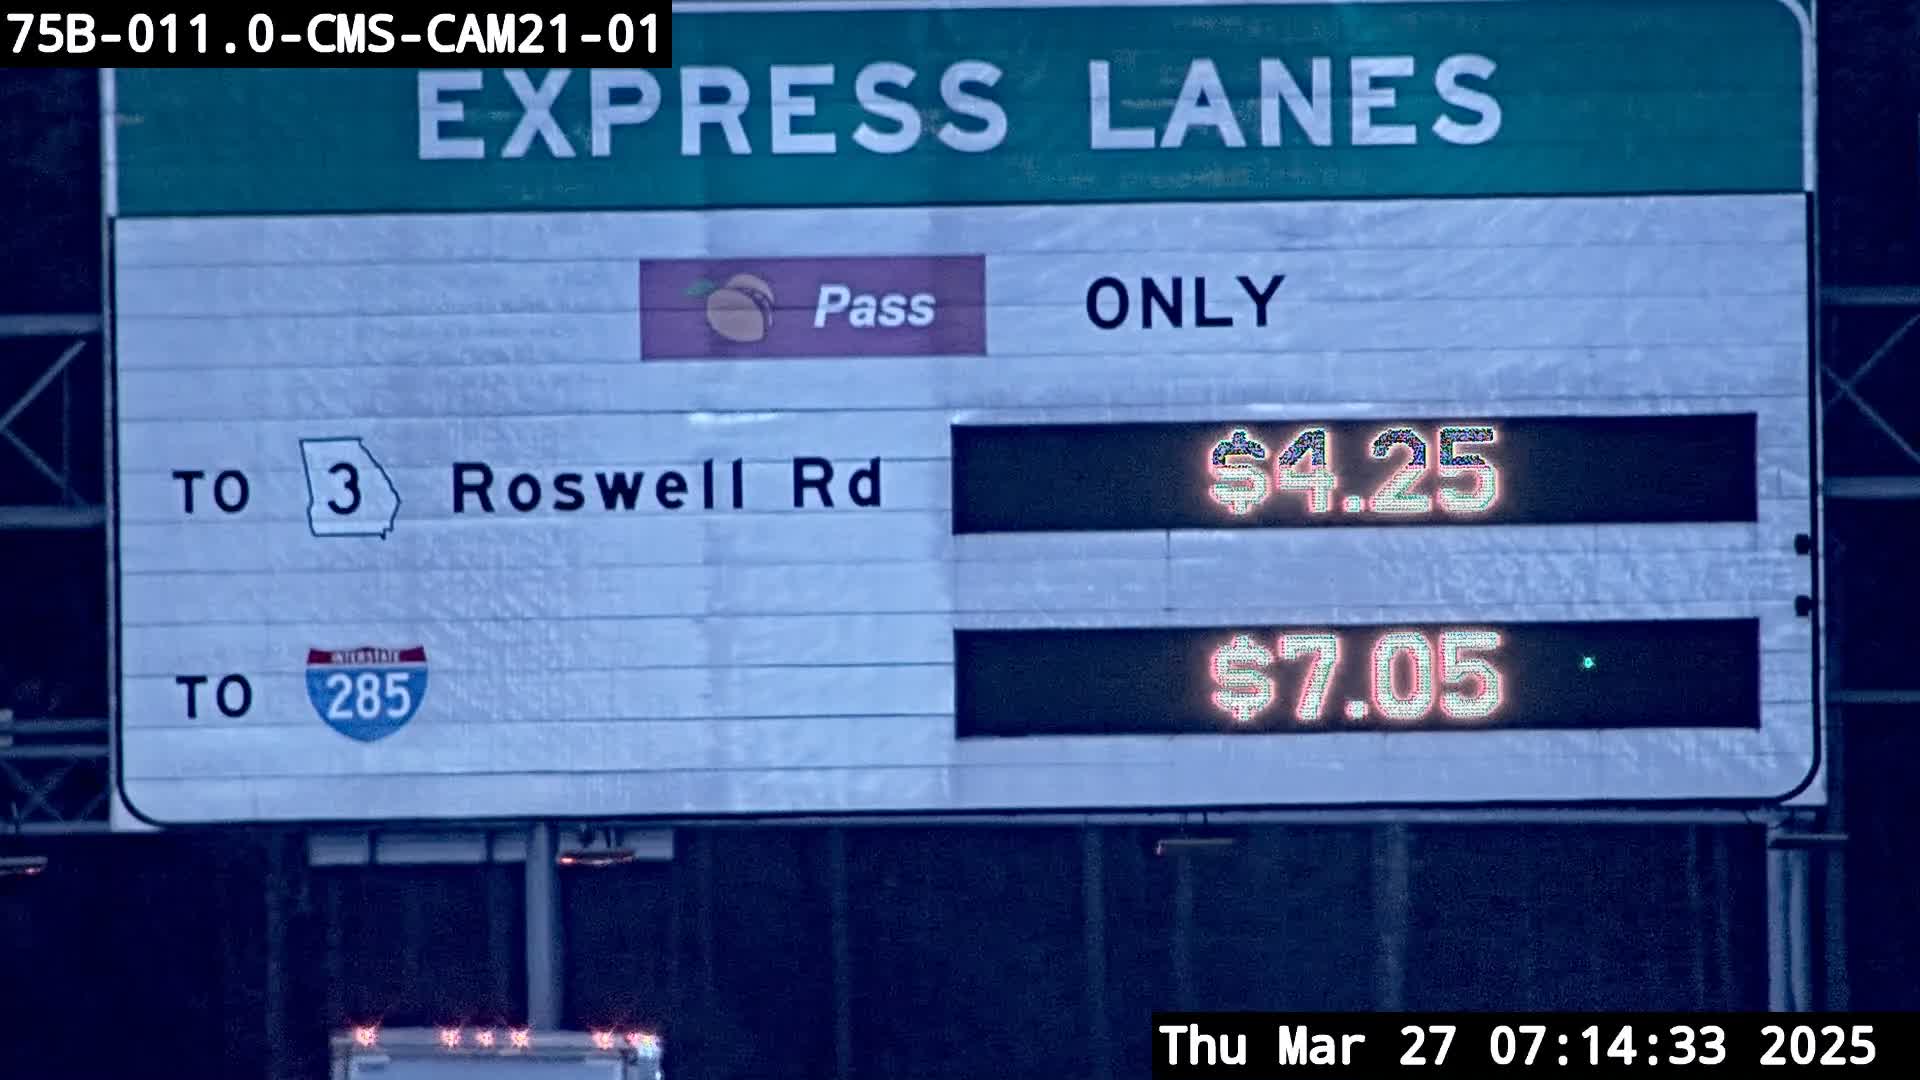 75B-011.0-CMS-CAM21-01
EXPRESS LANES
Pass ONLY
TO 3 Roswell Rd $4.25
TO INTERSTATE 285 $7.05
Thu Mar 27 07:14:33 2025